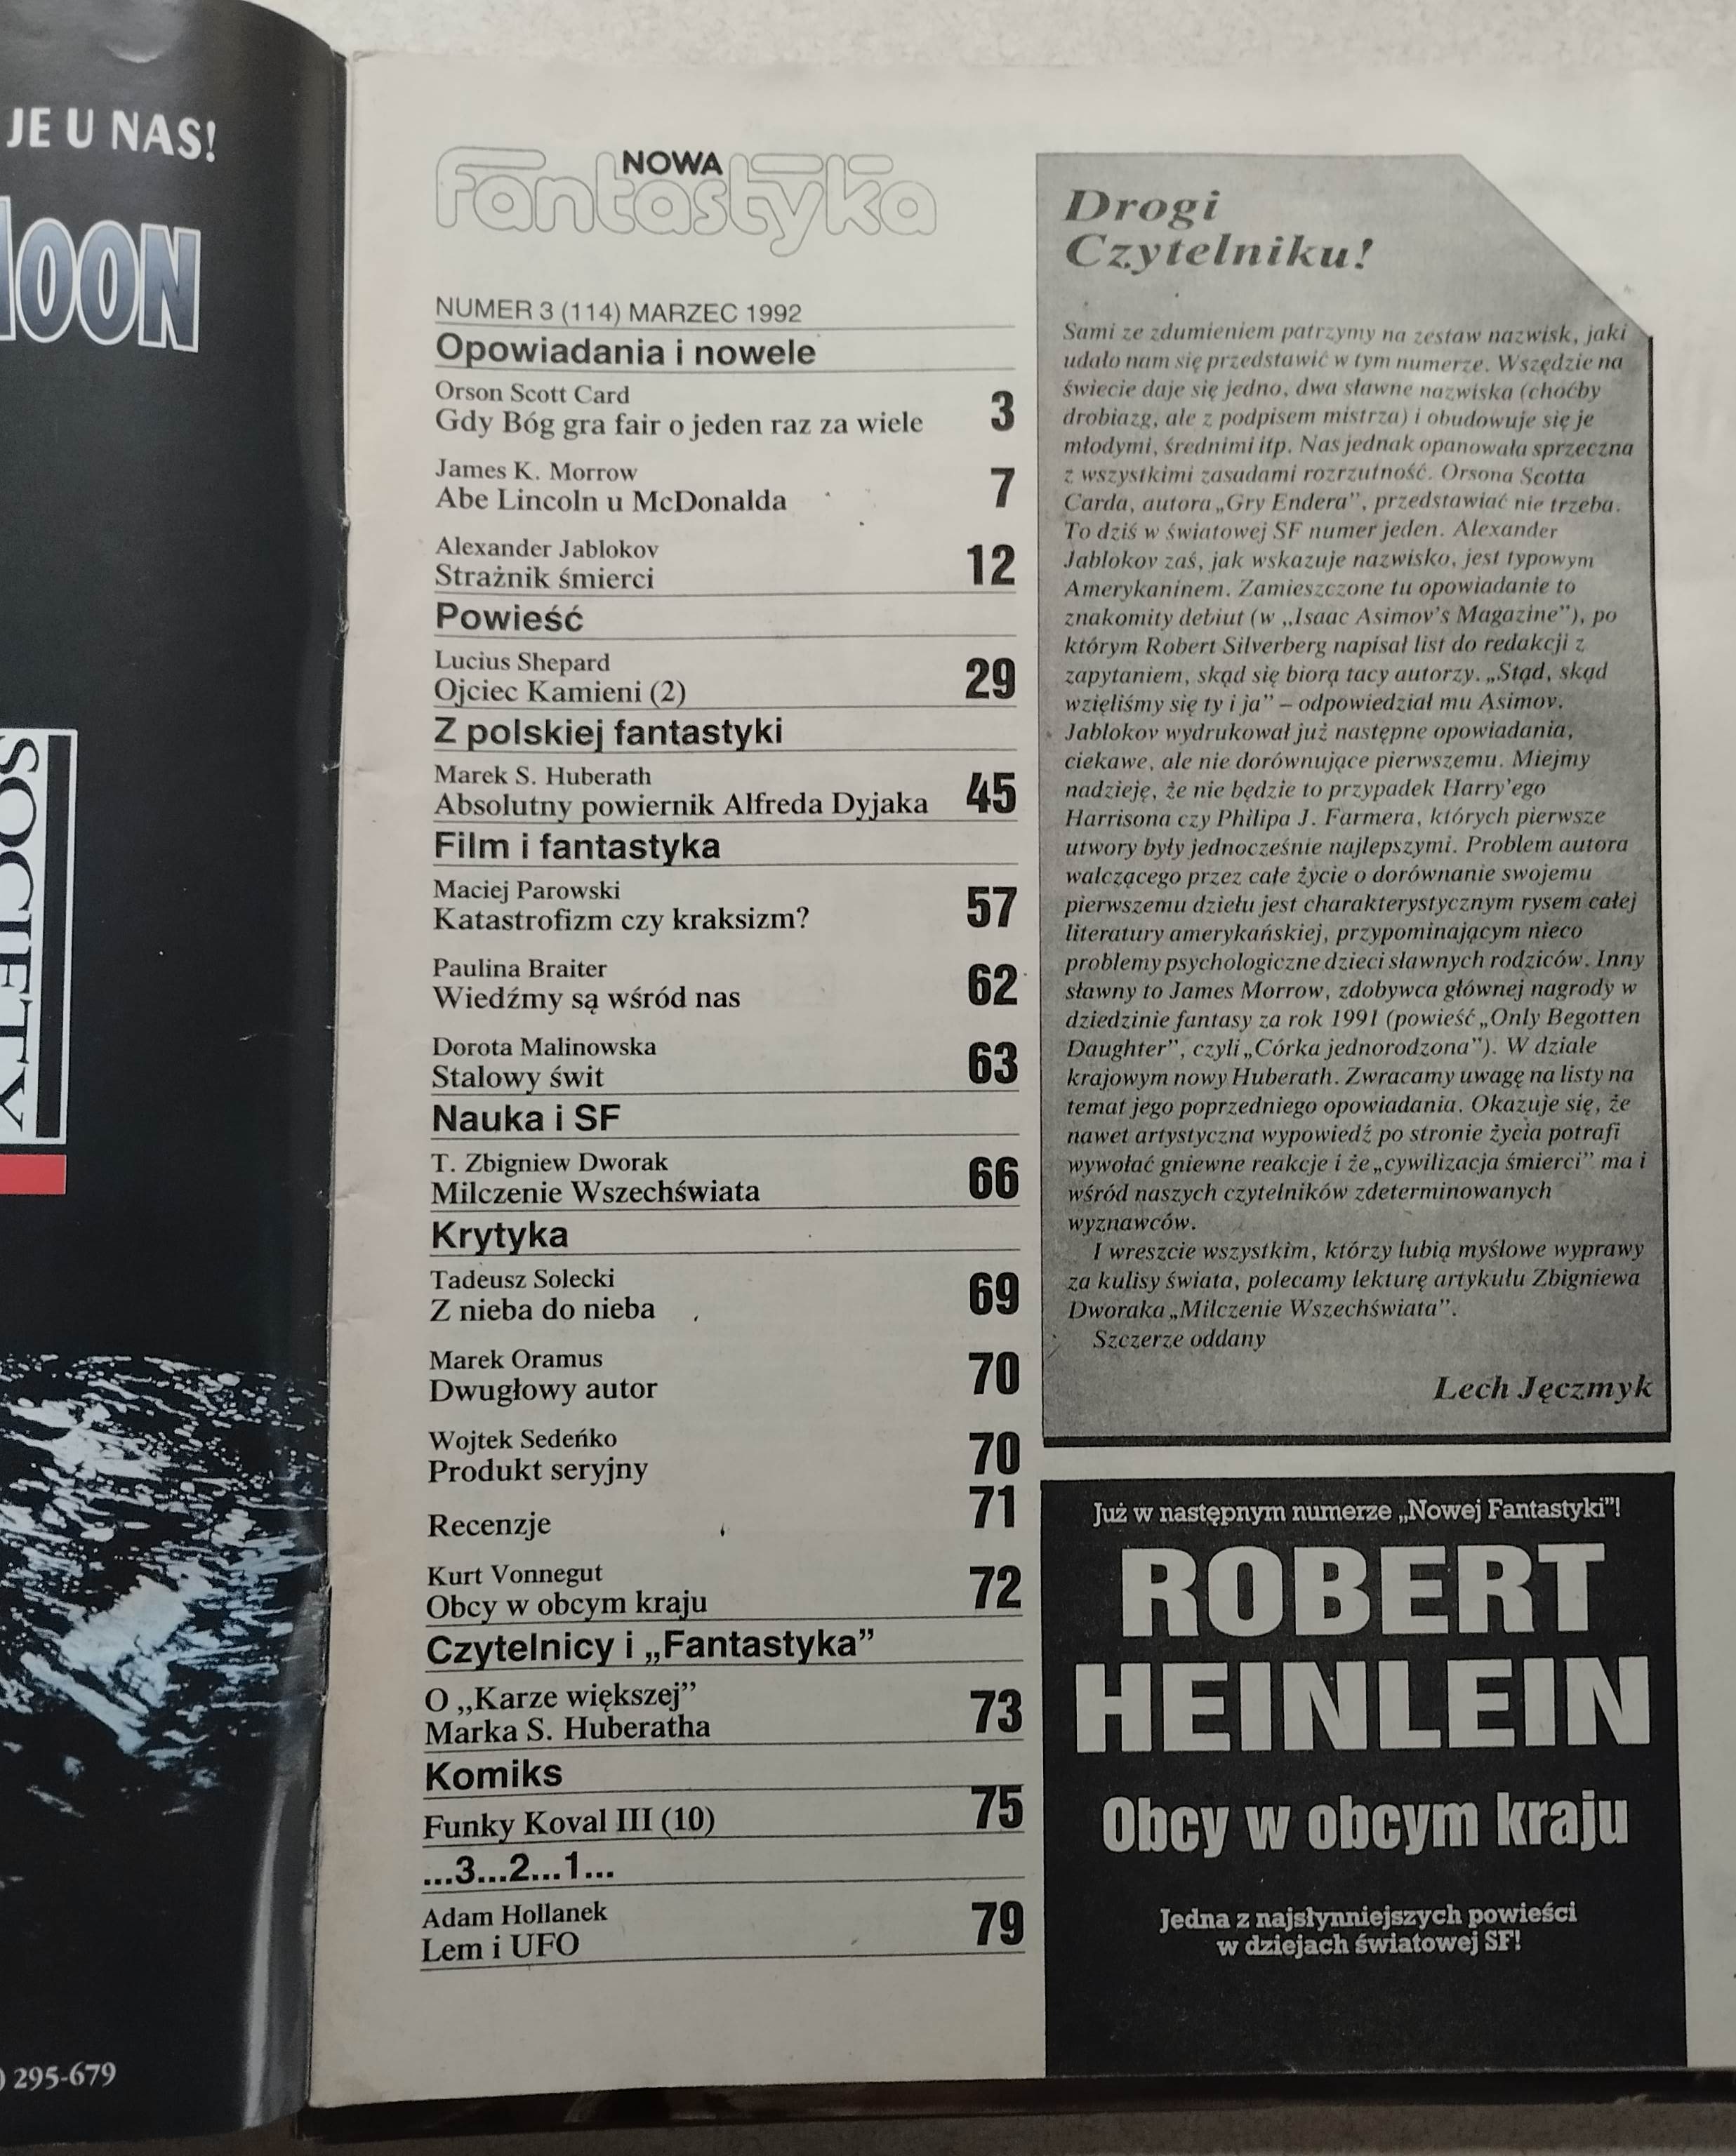 JE U NAS!
OON
SOCIETY
295-679
NOWA
Fantastyka
NUMER 3 (114) MARZEC 1992
Opowiadania i nowele
Orson Scott Card
Gdy Bóg gra fair o jeden raz za wiele 3
James K. Morrow
Abe Lincoln u McDonalda 7
Alexander Jablokov
Strażnik śmierci 12
Powieść
Lucius Shepard
Ojciec Kamieni (2) 29
Z polskiej fantastyki
Marek S. Huberath
Absolutny powiernik Alfreda Dyjaka 45
Film i fantastyka
Maciej Parowski
Katastrofizm czy kraksizm? 57
Paulina Braiter
Wiedźmy są wśród nas 62
Dorota Malinowska
Stalowy świt 63
Nauka i SF
T. Zbigniew Dworak
Milczenie Wszechświata 66
Krytyka
Tadeusz Solecki
Z nieba do nieba 69
Marek Oramus
Dwugłowy autor 70
Wojtek Sedeńko
Produkt seryjny 70
Recenzje 71
Kurt Vonnegut
Obcy w obcym kraju 72
Czytelnicy i „Fantastyka”
O „Karze większej”
Marka S. Huberatha 73
Komiks
Funky Koval III (10) 75
...3...2...1...
Adam Hollanek
Lem i UFO 79
Drogi
Czytelniku!
Sami ze zdumieniem patrzymy na zestaw nazwisk, jaki
udało nam się przedstawić w tym numerze. Wszędzie na
świecie daje się jedno, dwa sławne nazwiska (choćby
drobiazg, ale z podpisem mistrza) i obudowuje się je
młodymi, średnimi itp. Nas jednak opanowała sprzeczna
z wszystkimi zasadami rozrzutność. Orsona Scotta
Carda, autora „Gry Endera”, przedstawiać nie trzeba.
To dziś w światowej SF numer jeden. Alexander
Jablokov zaś, jak wskazuje nazwisko, jest typowym
Amerykaninem. Zamieszczone tu opowiadanie to
znakomity debiut (w „Isaac Asimov’s Magazine”), po
którym Robert Silverberg napisał list do redakcji z
zapytaniem, skąd się biorą tacy autorzy. „Stąd, skąd
wzięliśmy się ty i ja” – odpowiedział mu Asimov.
Jablokov wydrukował już następne opowiadania,
ciekawe, ale nie dorównujące pierwszemu. Miejmy
nadzieję, że nie będzie to przypadek Harry’ego
Harrisona czy Philipa J. Farmera, których pierwsze
utwory były jednocześnie najlepszymi. Problem autora
walczącego przez całe życie o dorównanie swojemu
pierwszemu dziełu jest charakterystycznym rysem całej
literatury amerykańskiej, przypominającym nieco
problemy psychologiczne dzieci sławnych rodziców. Inny
sławny to James Morrow, zdobywca głównej nagrody w
dziedzinie fantasy za rok 1991 (powieść „Only Begotten
Daughter”, czyli „Córka jednorodzona”). W dziale
krajowym nowy Huberath. Zwracamy uwagę na listy na
temat jego poprzedniego opowiadania. Okazuje się, że
nawet artystyczna wypowiedź po stronie życia potrafi
wywołać gniewne reakcje i że „cywilizacja śmierci” ma i
wśród naszych czytelników zdeterminowanych
wyznawców.
I wreszcie wszystkim, którzy lubią myślowe wyprawy
za kulisy świata, polecamy lekturę artykułu Zbigniewa
Dworaka „Milczenie Wszechświata”.
Szczerze oddany
Lech Jęczmyk
Już w następnym numerze „Nowej Fantastyki”!
ROBERT
HEINLEIN
Obcy w obcym kraju
Jedna z najsłynniejszych powieści
w dziejach światowej SF!